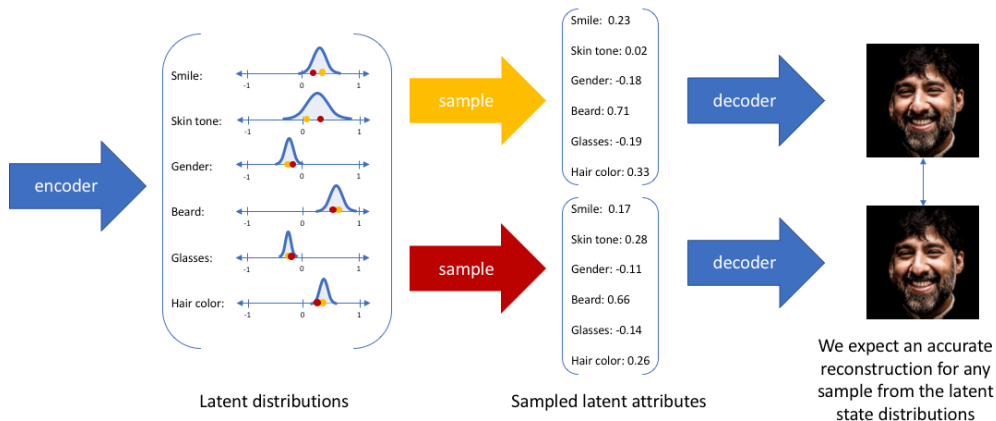 encoder
Smile:
-1 0 1
Skin tone:
-1 0 1
Gender:
-1 0 1
Beard:
-1 0 1
Glasses:
-1 0 1
Hair color:
-1 0 1
Latent distributions
sample
Smile: 0.23
Skin tone: 0.02
Gender: -0.18
Beard: 0.71
Glasses: -0.19
Hair color: 0.33
decoder
sample
Smile: 0.17
Skin tone: 0.28
Gender: -0.11
Beard: 0.66
Glasses: -0.14
Hair color: 0.26
decoder
Sampled latent attributes
We expect an accurate
reconstruction for any
sample from the latent
state distributions